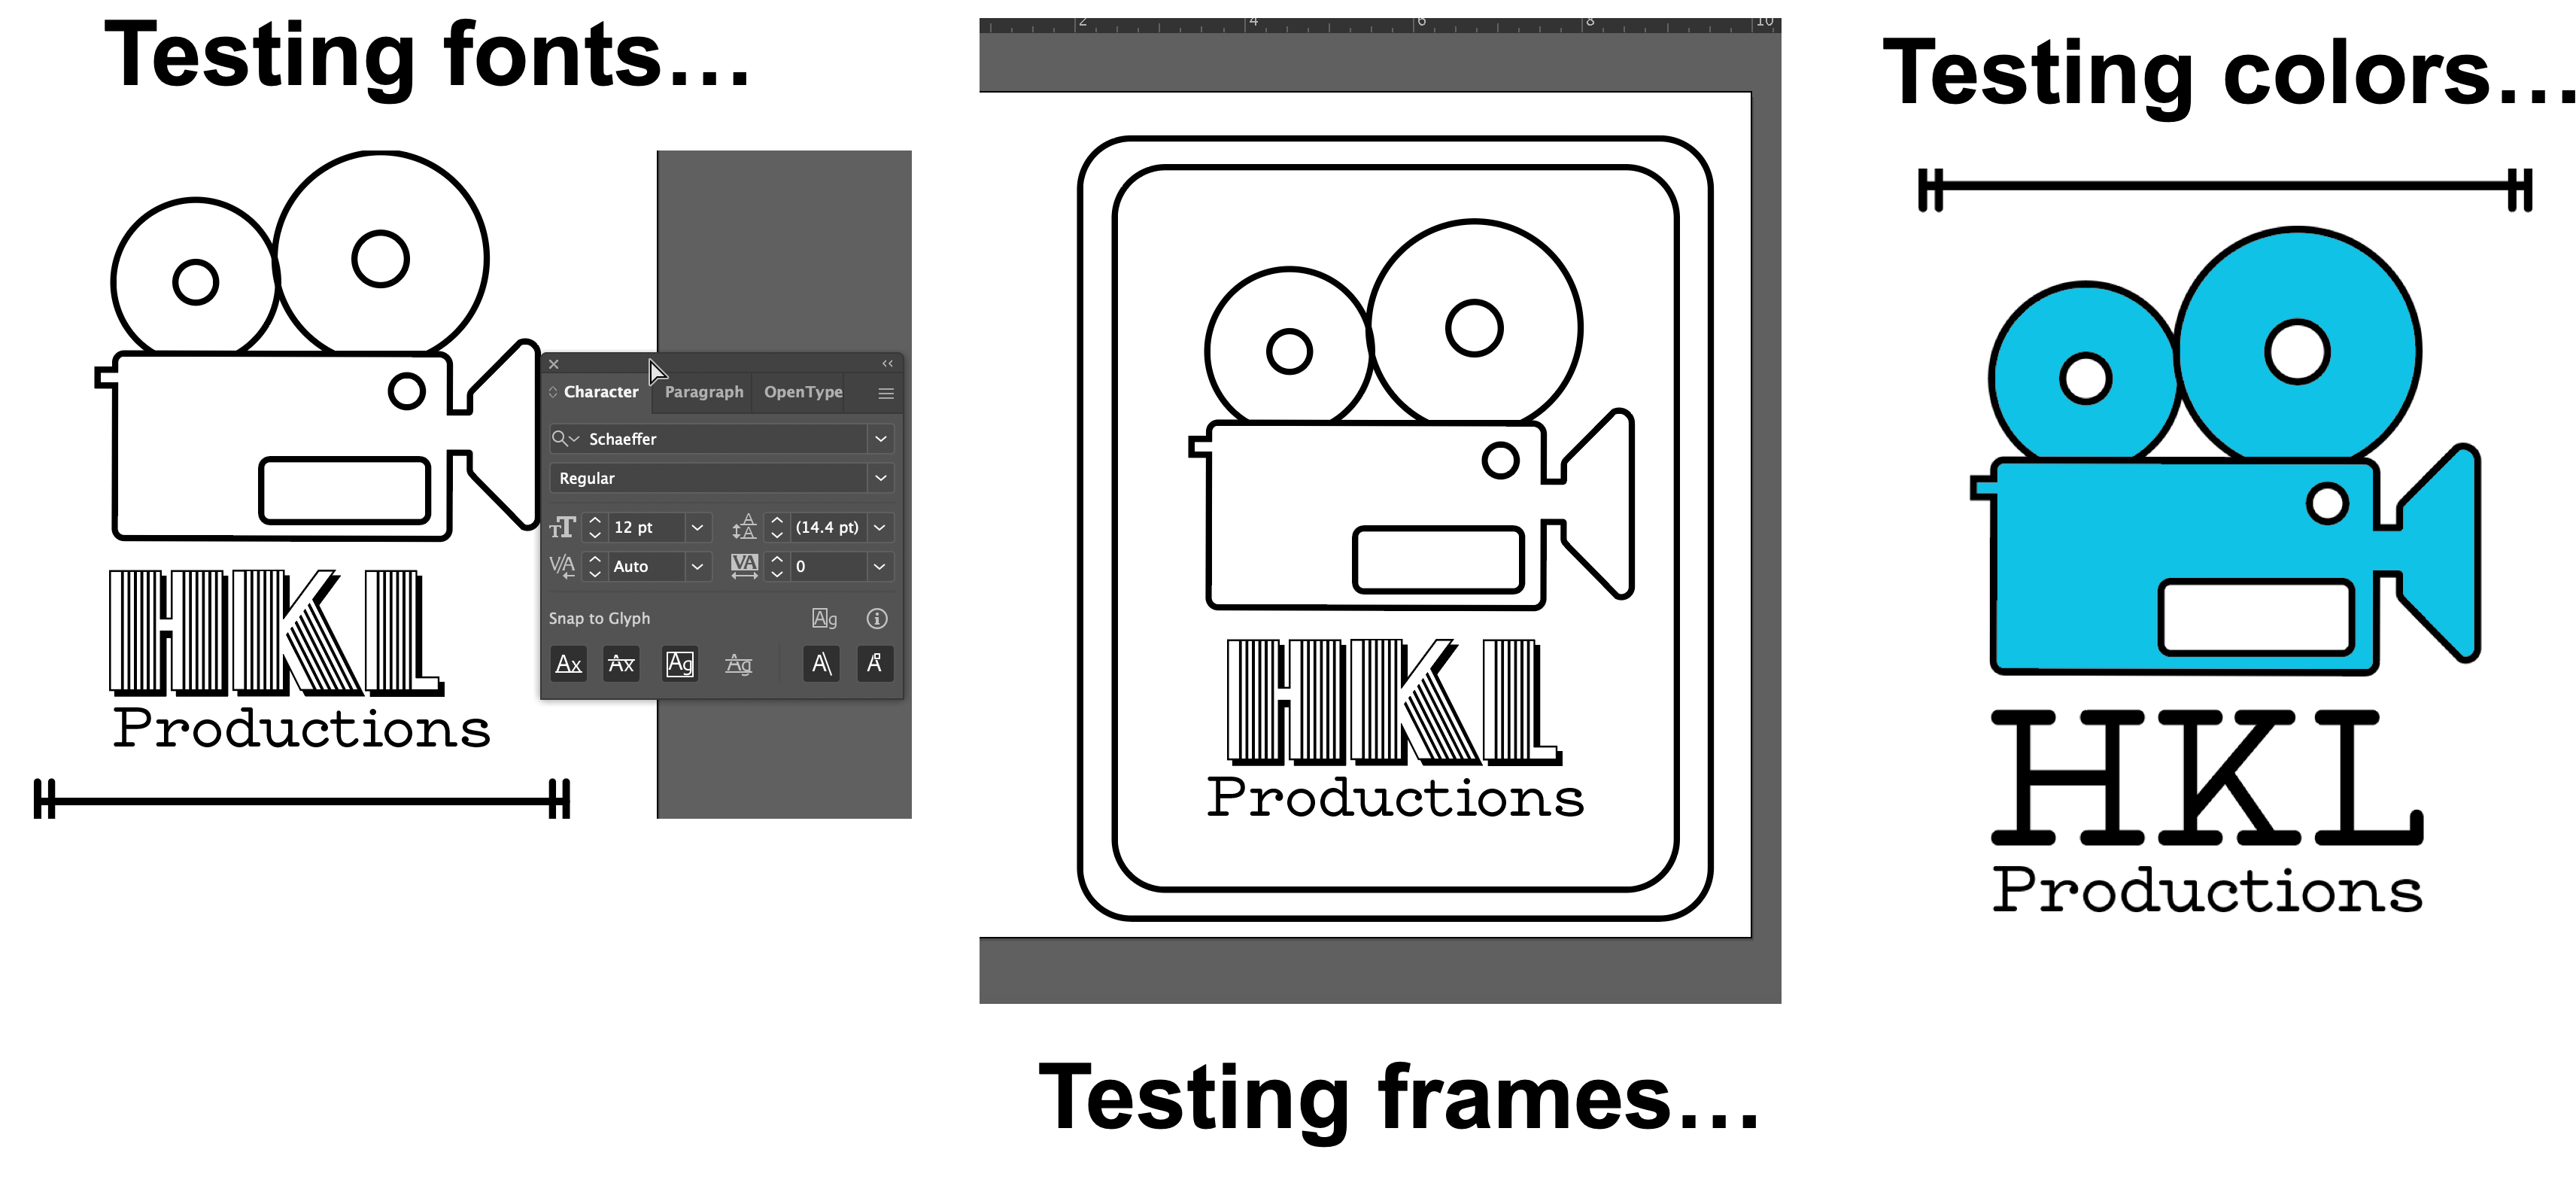 Testing fonts…
HKL
Productions
Character
Paragraph
OpenType
Schaeffer
Regular
12 pt
(14.4 pt)
Auto
0
Snap to Glyph
2
4
6
8
10
HKL
Productions
Testing frames…
Testing colors…
HKL
Productions